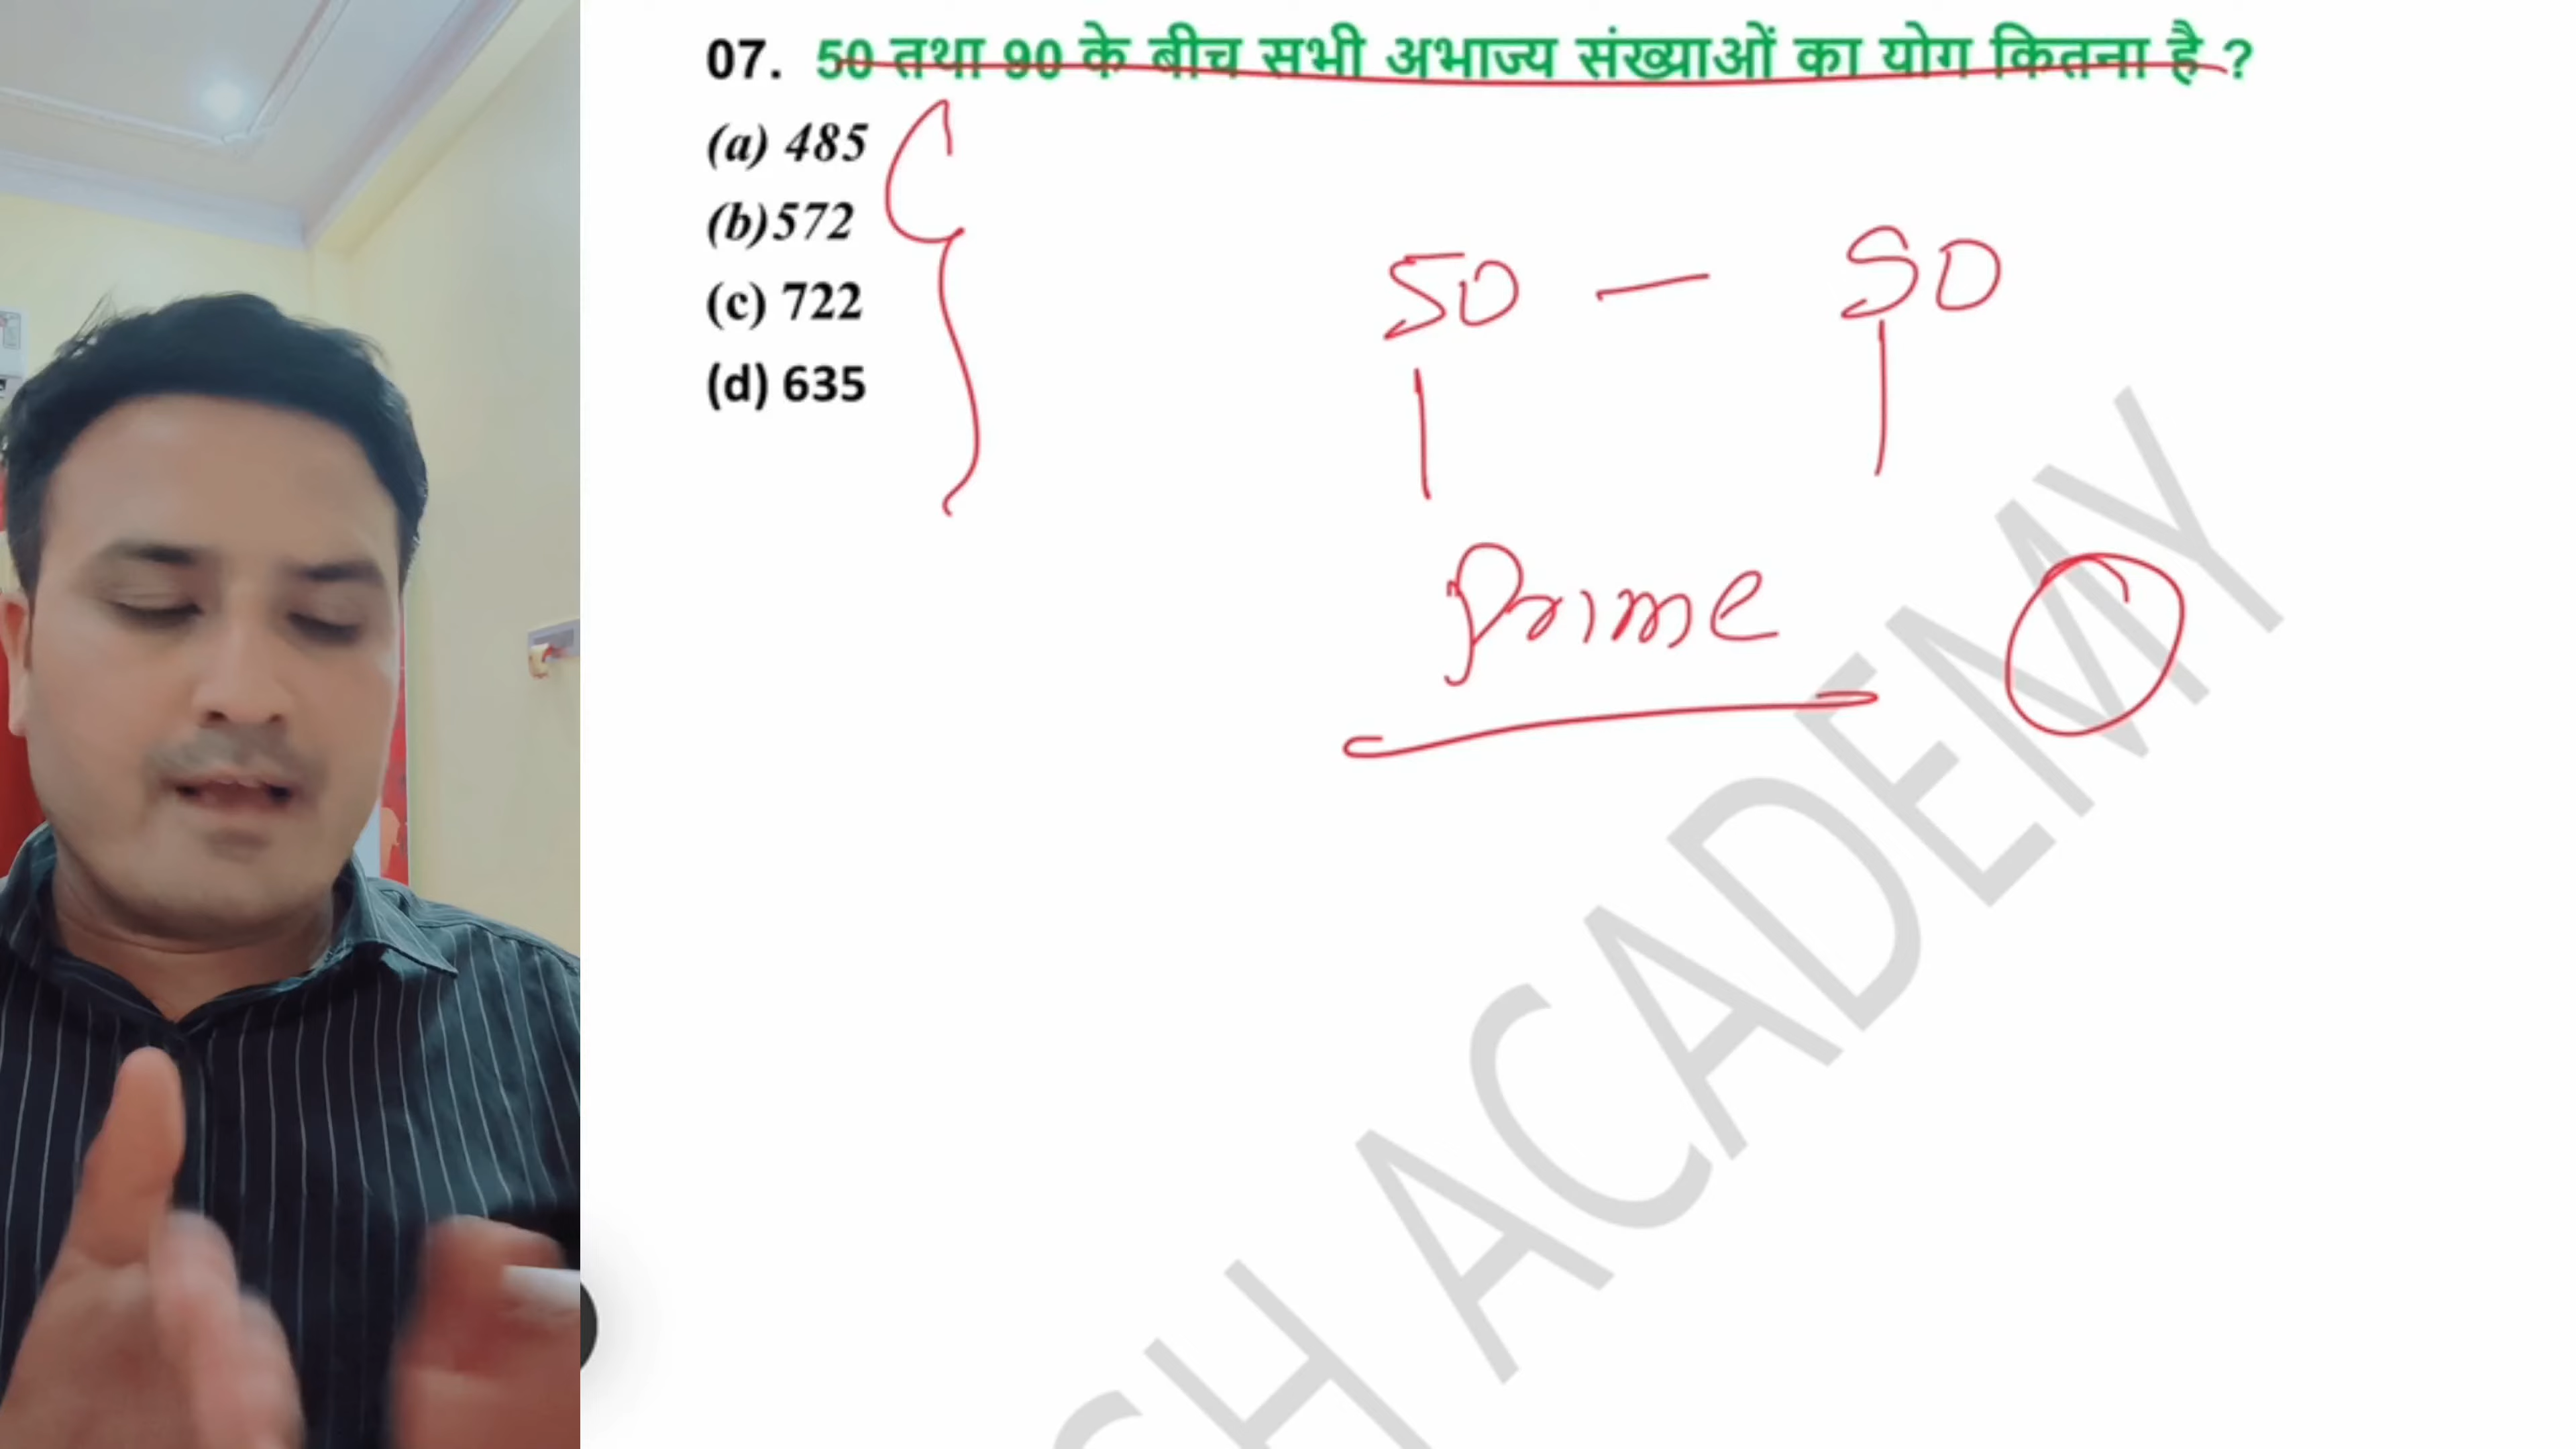 07. 50 तथा 90 के बीच सभी अभाज्य संख्याओं का योग कितना है ?
(a) 485
(b)572
(c) 722
(d) 635
50 — 90
Prime
H ACADEMY